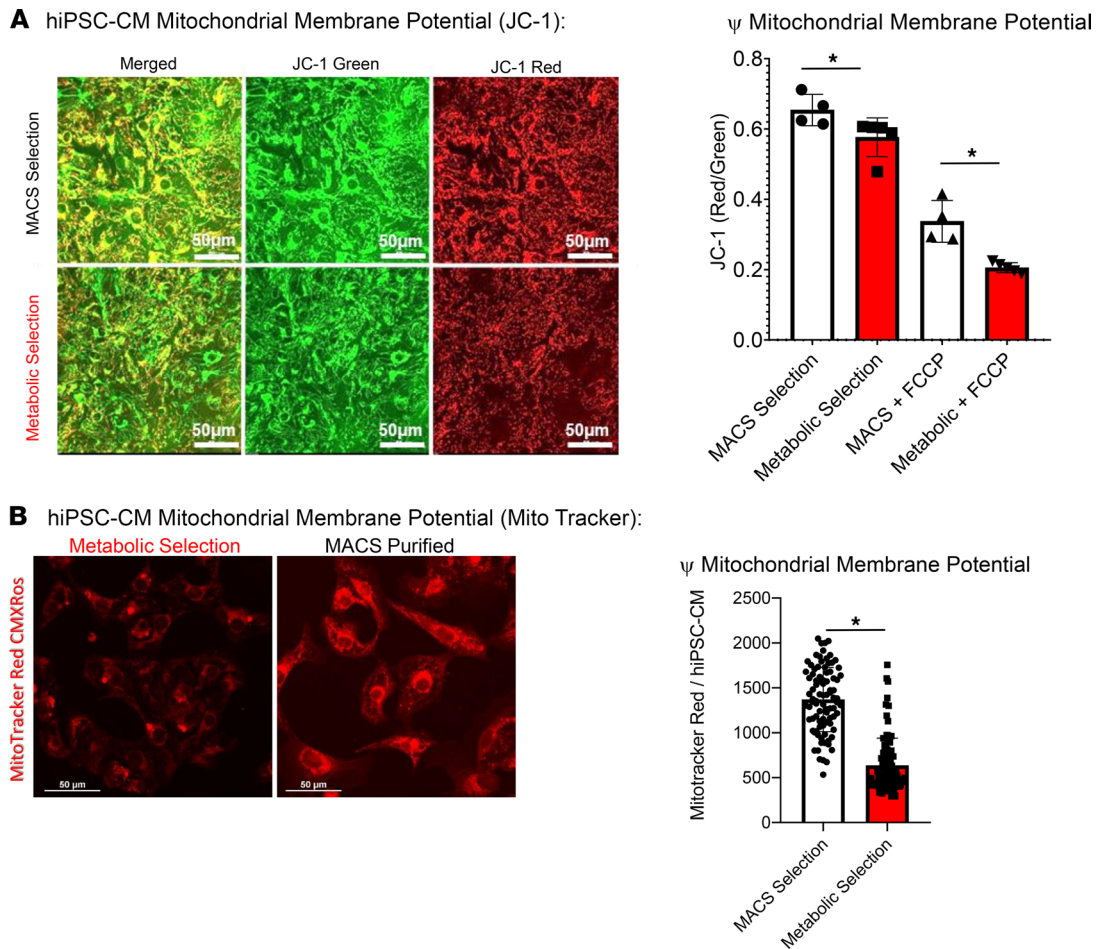 A hiPSC-CM Mitochondrial Membrane Potential (JC-1):
Merged JC-1 Green JC-1 Red
MACS Selection
50μm 50μm 50μm
Metabolic Selection
50μm 50μm 50μm
ψ Mitochondrial Membrane Potential
JC-1 (Red/Green)
0.8
0.6
0.4
0.2
0.0
* *
MACS Selection
Metabolic Selection
MACS + FCCP
Metabolic + FCCP
B hiPSC-CM Mitochondrial Membrane Potential (Mito Tracker):
Metabolic Selection MACS Purified
MitoTracker Red CMXRos
50 μm 50 μm
ψ Mitochondrial Membrane Potential
Mitotracker Red / hiPSC-CM
2500
2000
1500
1000
500
0
*
MACS Selection
Metabolic Selection